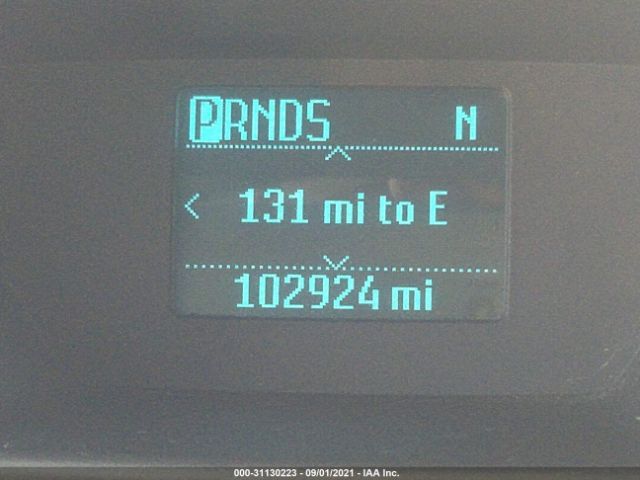 PRNDS N
131 mi to E
102924 mi
000-31130223 - 09/01/2021 - IAA Inc.